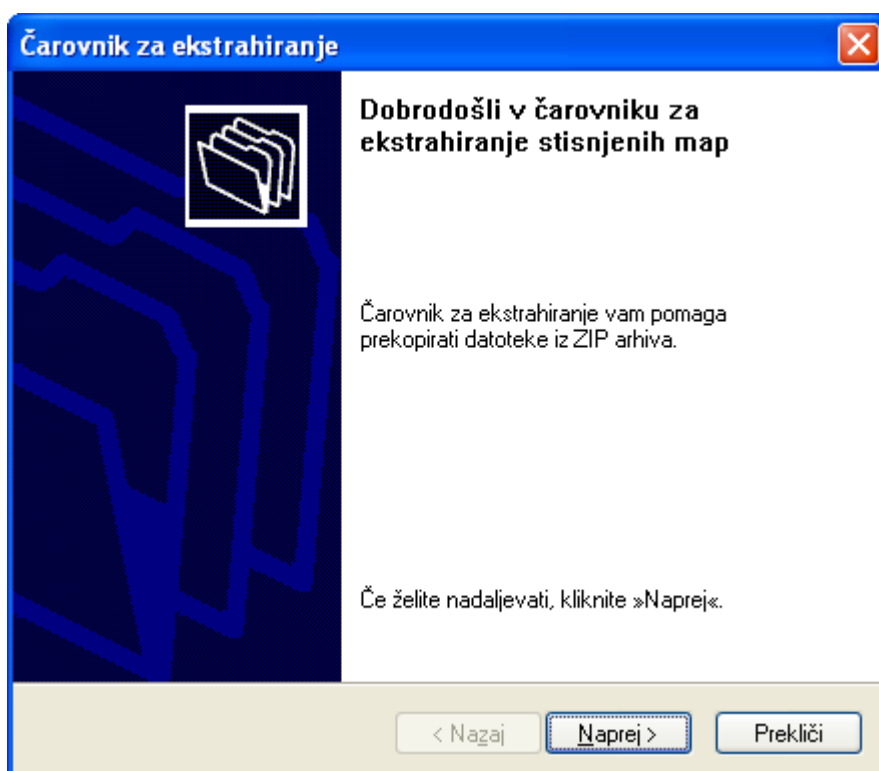 Čarovnik za ekstrahiranje
Dobrodošli v čarovniku za
ekstrahiranje stisnjenih map
Čarovnik za ekstrahiranje vam pomaga
prekopirati datoteke iz ZIP arhiva.
Če želite nadaljevati, kliknite »Naprej«.
< Nazaj
Naprej >
Prekliči